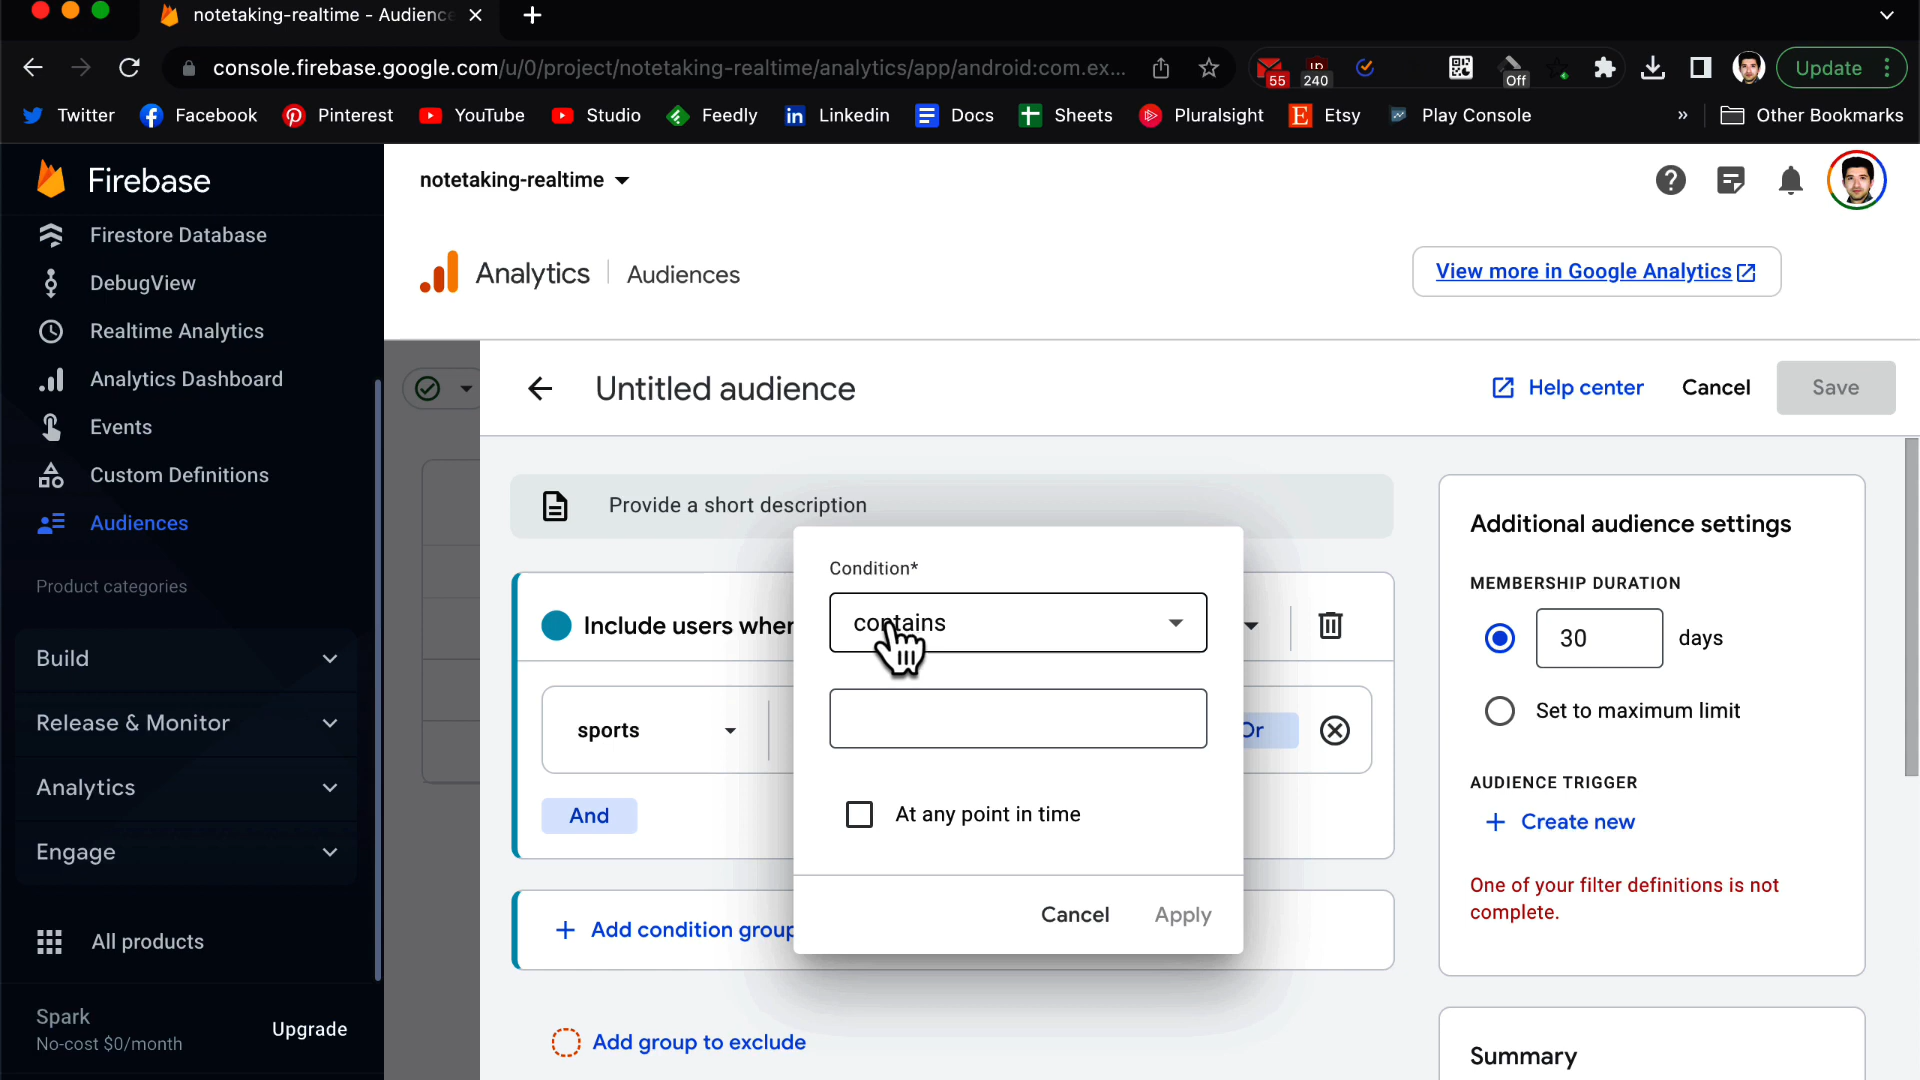 notetaking-realtime - Audience
console.firebase.google.com/u/0/project/notetaking-realtime/analytics/app/android:com.ex...
55
240
Off
Update
Twitter
Facebook
Pinterest
YouTube
Studio
Feedly
Linkedin
Docs
Sheets
Pluralsight
Etsy
Play Console
»
Other Bookmarks
Firebase
Firestore Database
DebugView
Realtime Analytics
Analytics Dashboard
Events
Custom Definitions
Audiences
Product categories
Build
Release & Monitor
Analytics
Engage
All products
Spark
No-cost $0/month
Upgrade
notetaking-realtime
Analytics
Audiences
View more in Google Analytics
Untitled audience
Help center
Cancel
Save
Provide a short description
Include users when
sports
Or
And
Add condition group
Add group to exclude
Condition*
contains
At any point in time
Cancel
Apply
Additional audience settings
MEMBERSHIP DURATION
30 days
Set to maximum limit
AUDIENCE TRIGGER
+ Create new
One of your filter definitions is not
complete.
Summary